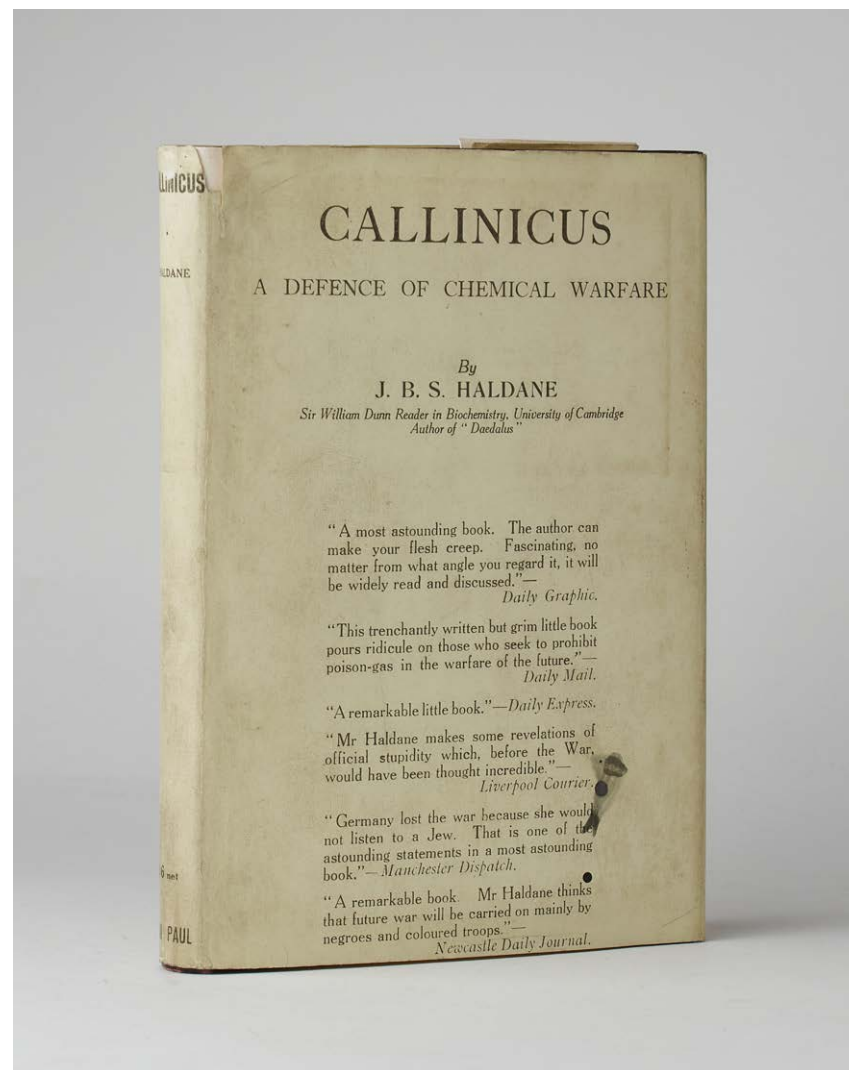 CALLINICUS
A DEFENCE OF CHEMICAL WARFARE
By
J. B. S. HALDANE
Sir William Dunn Reader in Biochemistry, University of Cambridge
Author of "Daedalus"
"A most astounding book. The author can
make your flesh creep. Fascinating, no
matter from what angle you regard it, it will
be widely read and discussed."—
Daily Graphic.
"This trenchantly written but grim little book
pours ridicule on those who seek to prohibit
poison-gas in the warfare of the future."—
Daily Mail.
"A remarkable little book."—Daily Express.
"Mr Haldane makes some revelations of
official stupidity which, before the War,
would have been thought incredible."—
Liverpool Courier.
"Germany lost the war because she would
not listen to a Jew. That is one of the
astounding statements in a most astounding
book."—Manchester Dispatch.
"A remarkable book. Mr Haldane thinks
that future war will be carried on mainly by
negroes and coloured troops."—
Newcastle Daily Journal.
LLINICUS
ALDANE
6 net
PAUL